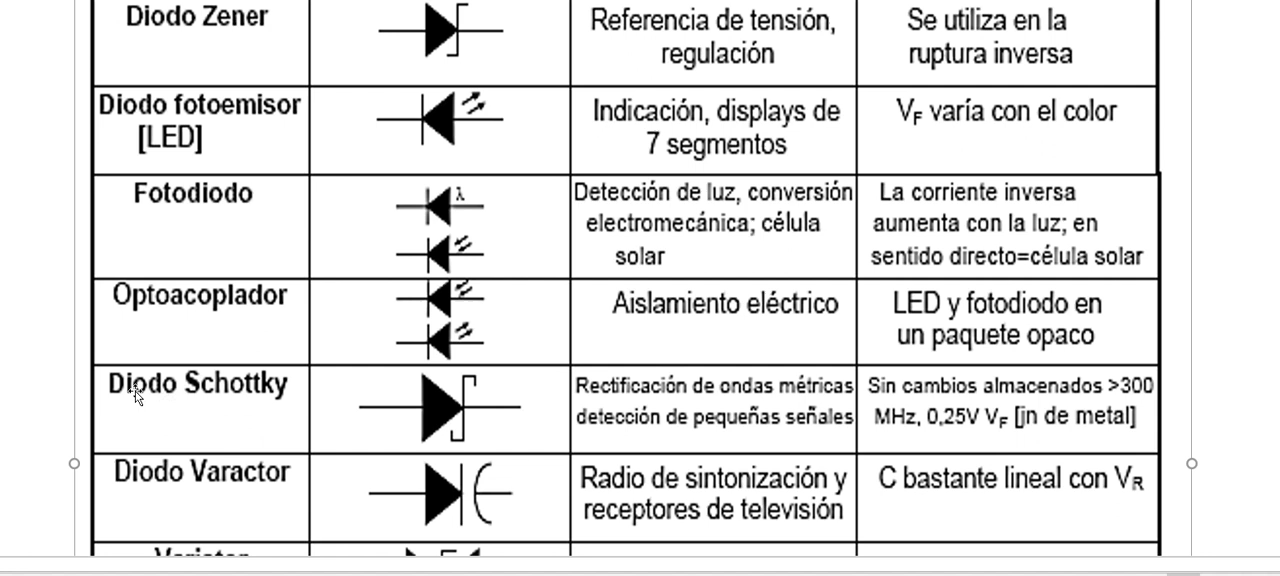 Diodo Zener
Referencia de tensión,
regulación
Se utiliza en la
ruptura inversa
Diodo fotoemisor
[LED]
Indicación, displays de
7 segmentos
VF varía con el color
Fotodiodo
λ
Detección de luz, conversión
electromecánica; célula
solar
La corriente inversa
aumenta con la luz; en
sentido directo=célula solar
Optoacoplador
Aislamiento eléctrico
LED y fotodiodo en
un paquete opaco
Diodo Schottky
Rectificación de ondas métricas
detección de pequeñas señales
Sin cambios almacenados >300
MHz, 0,25V VF [jn de metal]
Diodo Varactor
Radio de sintonización y
receptores de televisión
C bastante lineal con VR